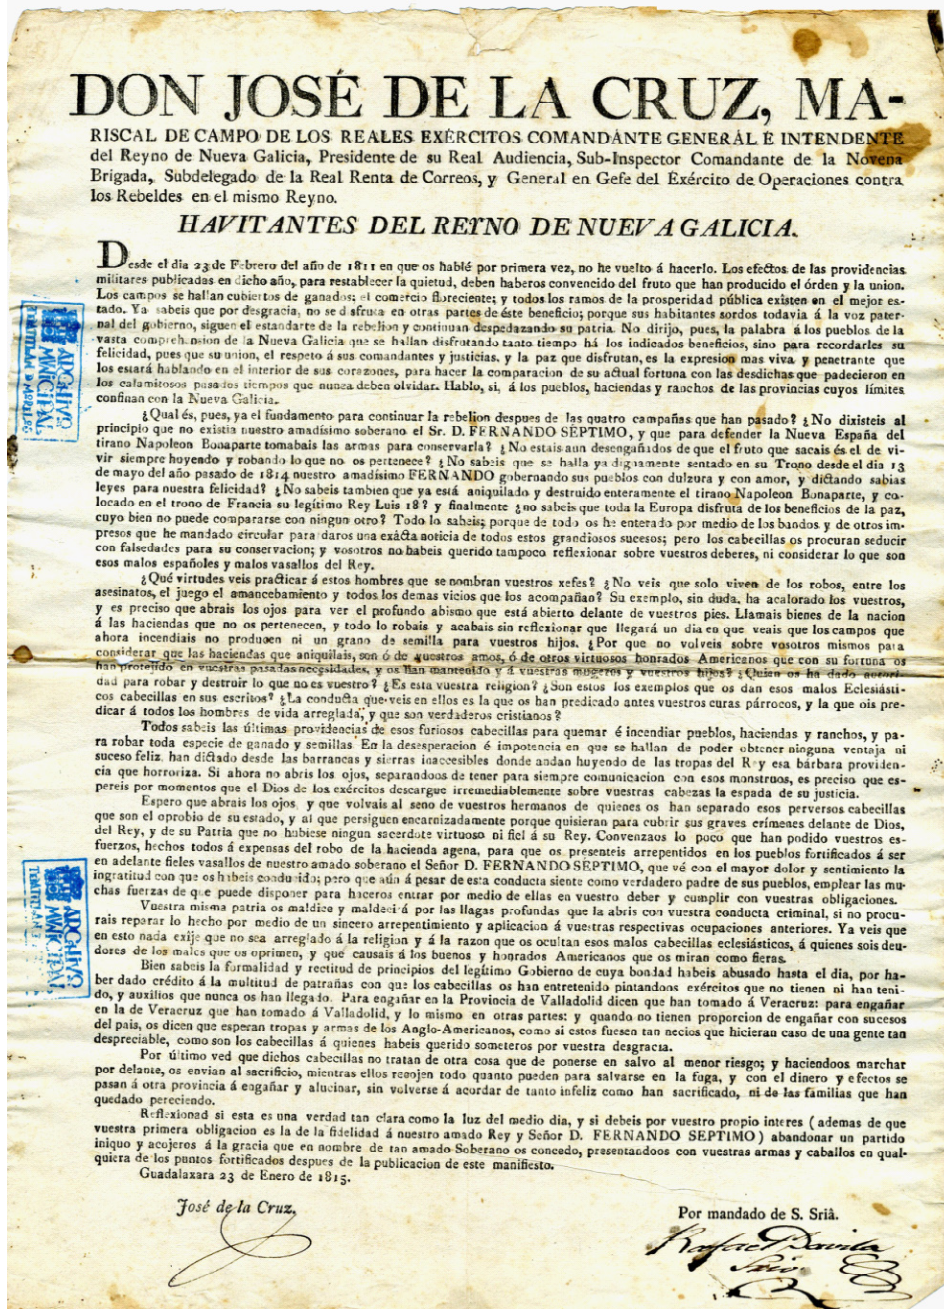 DON JOSÉ DE LA CRUZ, MA-
RISCAL DE CAMPO DE LOS REALES EXÉRCITOS COMANDANTE GENERAL É INTENDENTE
del Reyno de Nueva Galicia, Presidente de su Real Audiencia, Sub-Inspector Comandante de la Novena
Brigada, Subdelegado de la Real Renta de Correos, y General en Gefe del Exército de Operaciones contra
los Rebeldes en el mismo Reyno.
HAVITANTES DEL REYNO DE NUEVA GALICIA.
Desde el dia 23 de Febrero del año de 1811 en que os hablé por primera vez, no he vuelto á hacerlo. Los efectos de las providencias
militares publicadas en dicho año, para restablecer la quietud, deben haberos convencido del fruto que han producido el órden y la union.
Los campos se hallan cubiertos de ganados; el comercio floreciente; y todos los ramos de la prosperidad pública existen en el mejor es-
tado. Ya sabeis que por desgracia, no se disfruta en otras partes de éste beneficio; porque sus habitantes sordos todavia á la voz pater-
nal del gobierno, siguen el estandarte de la rebelion y continuan despedazando su patria. No dirijo, pues, la palabra á los pueblos de la
vasta comprehension de la Nueva Galicia que se hallan disfrutando tanto tiempo há los indicados beneficios, sino para recordarles su
felicidad, pues que su union, el respeto á sus comandantes y justicias, y la paz que disfrutan, es la expresion mas viva y penetrante que
los estará hablando en el interior de sus corazones, para hacer la comparacion de su actual fortuna con las desdichas que padecieron en
los calamitosos pasados tiempos que nunca deben olvidar. Hablo, si, á los pueblos, haciendas y ranchos de las provincias cuyos límites
confinan con la Nueva Galicia.
¿Qual és, pues, ya el fundamento para continuar la rebelion despues de las quatro campañas que han pasado? ¿No dixisteis al
principio que no existia nuestro amadísimo soberano el Sr. D. FERNANDO SÉPTIMO, y que para defender la Nueva España del
tirano Napoleon Bonaparte tomabais las armas para conservarla? ¿No estais aun desengañados de que el fruto que sacais és el de vi-
vir siempre huyendo y robando lo que no os pertenece? ¿No sabeis que se halla ya dignamente sentado en su Trono desde el dia 13
de mayo del año pasado de 1814 nuestro amadísimo FERNANDO gobernando sus pueblos con dulzura y con amor, y dictando sabias
leyes para nuestra felicidad? ¿No sabeis tambien que ya está aniquilado y destruido enteramente el tirano Napoleon Bonaparte, y co-
locado en el trono de Francia su legítimo Rey Luis 18? y finalmente ¿no sabeis que toda la Europa disfruta de los beneficios de la paz,
cuyo bien no puede compararse con ningun otro? Todo lo sabeis; porque de todo os he enterado por medio de los bandos y de otros im-
presos que he mandado circular para daros una exâcta noticia de todos estos grandiosos sucesos; pero los cabecillas os procuran seducir
con falsedades para su conservacion; y vosotros no habeis querido tampoco reflexionar sobre vuestros deberes, ni considerar lo que son
esos malos españoles y malos vasallos del Rey.
¿Qué virtudes veis practicar á estos hombres que se nombran vuestros xefes? ¿No veis que solo viven de los robos, entre los
asesinatos, el juego el amancebamiento y todos los demas vicios que los acompañan? Su exemplo, sin duda, ha acalorado los vuestros,
y es preciso que abrais los ojos para ver el profundo abismo que está abierto delante de vuestros pies. Llamais bienes de la nacion
á las haciendas que no os pertenecen, y todo lo robais y acabais sin reflexionar que llegará un dia en que veais que los campos que
ahora incendiais no producen ni un grano de semilla para vuestros hijos. ¿Por que no volveis sobre vosotros mismos para
considerar que las haciendas que aniquilais, son ó de vuestros amos, ó de otros virtuosos honrados Americanos que con su fortuna os
han protejido en vuestras pasadas necesidades, y os han mantenido y á vuestras mugeros y vuestros hijos? ¿Quien os ha dado autori-
dad para robar y destruir lo que no es vuestro? ¿Es esta vuestra religion? ¿Son estos los exemplos que os dan esos malos Eclesiásti-
cos cabecillas en sus escritos? ¿La conducta que veis en ellos es la que os han predicado antes vuestros curas párrocos, y la que ois pre-
dicar á todos los hombres de vida arreglada, y que son verdaderos cristianos?
Todos sabeis las últimas providencias de esos furiosos cabecillas para quemar é incendiar pueblos, haciendas y ranchos, y pa-
ra robar toda especie de ganado y semillas. En la desesperacion é impotencia en que se hallan de poder obtener ninguna ventaja ni
suceso feliz, han dictado desde las barrancas y sierras inaccesibles donde andan huyendo de las tropas del Rey esa bárbara providen-
cia que horroriza. Si ahora no abris los ojos, separandoos de tener para siempre comunicacion con esos monstruos, es preciso que es-
pereis por momentos que el Dios de los exércitos descargue irremediablemente sobre vuestras cabezas la espada de su justicia.
Espero que abrais los ojos y que volvais al seno de vuestros hermanos de quienes os han separado esos perversos cabecillas
que son el oprobio de su estado, y al que persiguen encarnizadamente porque quisieran para cubrir sus graves crímenes delante de Dios,
del Rey, y de su Patria que no hubiese ningun sacerdote virtuoso ni fiel á su Rey. Convenzaos lo poco que han podido vuestros es-
fuerzos, hechos todos á expensas del robo de la hacienda agena, para que os presenteis arrepentidos en los pueblos fortificados á ser
en adelante fieles vasallos de nuestro amado soberano el Señor D. FERNANDO SÉPTIMO, que vé con el mayor dolor y sentimiento la
ingratitud con que os habeis conducido; pero que aún á pesar de esta conducta siente como verdadero padre de sus pueblos, emplear las mu-
chas fuerzas de que puede disponer para haceros entrar por medio de ellas en vuestro deber y cumplir con vuestras obligaciones.
Vuestra misma patria os maldice y maldecirá por las llagas profundas que la abris con vuestra conducta criminal, si no procu-
rais reparar lo hecho por medio de un sincero arrepentimiento y aplicacion á vuestras respectivas ocupaciones anteriores. Ya veis que
en esto nada exije que no sea arreglado á la religion y á la razon que os ocultan esos malos cabecillas eclesiásticos, á quienes sois deu-
dores de los males que os oprimen, y que causais á los buenos y honrados Americanos que os miran como fieras.
Bien sabeis la formalidad y rectitud de principios del legítimo Gobierno de cuya bondad habeis abusado hasta el dia, por ha-
ber dado crédito á la multitud de patrañas con que los cabecillas os han entretenido pintandoos exércitos que no tienen ni han teni-
do, y auxilios que nunca os han llegado. Para engañar en la Provincia de Valladolid dicen que han tomado á Veracruz: para engañar
en la de Veracruz que han tomado á Valladolid, y lo mismo en otras partes: y quando no tienen proporcion de engañar con sucesos
del pais, os dicen que esperan tropas y armas de los Anglo-Americanos, como si estos fuesen tan necios que hicieran caso de una gente tan
despreciable, como son los cabecillas á quienes habeis querido someteros por vuestra desgracia.
Por último ved que dichos cabecillas no tratan de otra cosa que de ponerse en salvo al menor riesgo; y haciendoos marchar
por delante, os envian al sacrificio, mientras ellos recojen todo quanto pueden para salvarse en la fuga, y con el dinero y efectos se
pasan á otra provincia á engañar y alucinar, sin volverse á acordar de tanto infeliz como han sacrificado, ni de las familias que han
quedado pereciendo.
Reflexionad si esta es una verdad tan clara como la luz del medio dia, y si debeis por vuestro propio interes (ademas de que
vuestra primera obligacion es la de la fidelidad á nuestro amado Rey y Señor D. FERNANDO SEPTIMO) abandonar un partido
iniquo y acojeros á la gracia que en nombre de tan amado Soberano os concedo, presentandoos con vuestras armas y caballos en qual-
quiera de los puntos fortificados despues de la publicacion de este manifiesto.
Guadalaxara 23 de Enero de 1815.
José de la Cruz.
Por mandado de S. Sriâ.
Rafael Davila
Srio
ARCHIVO
MUNICIPAL
ARCHIVO
MUNICIPAL